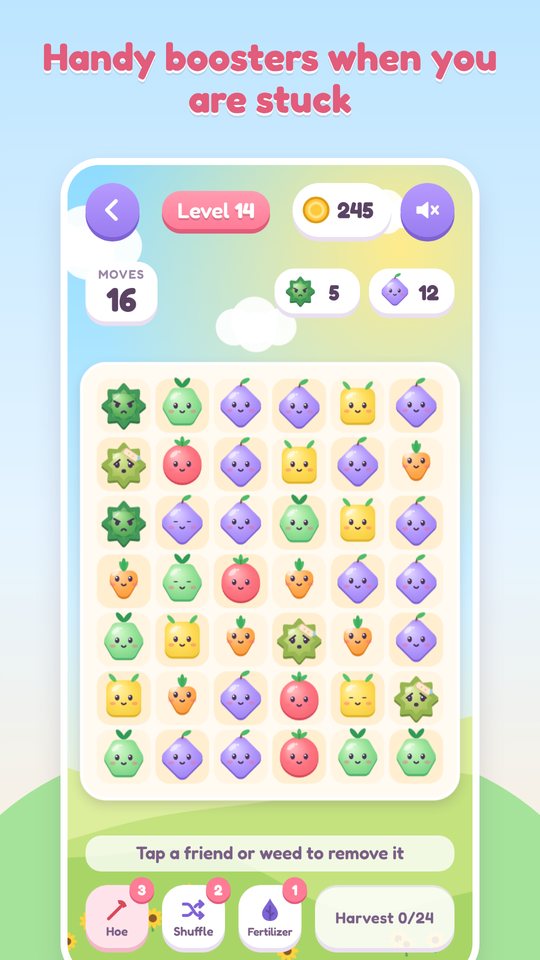 Handy boosters when you
are stuck
Level 14
245
MOVES
16
5
12
Tap a friend or weed to remove it
3
2
1
Hoe
Shuffle
Fertilizer
Harvest 0/24